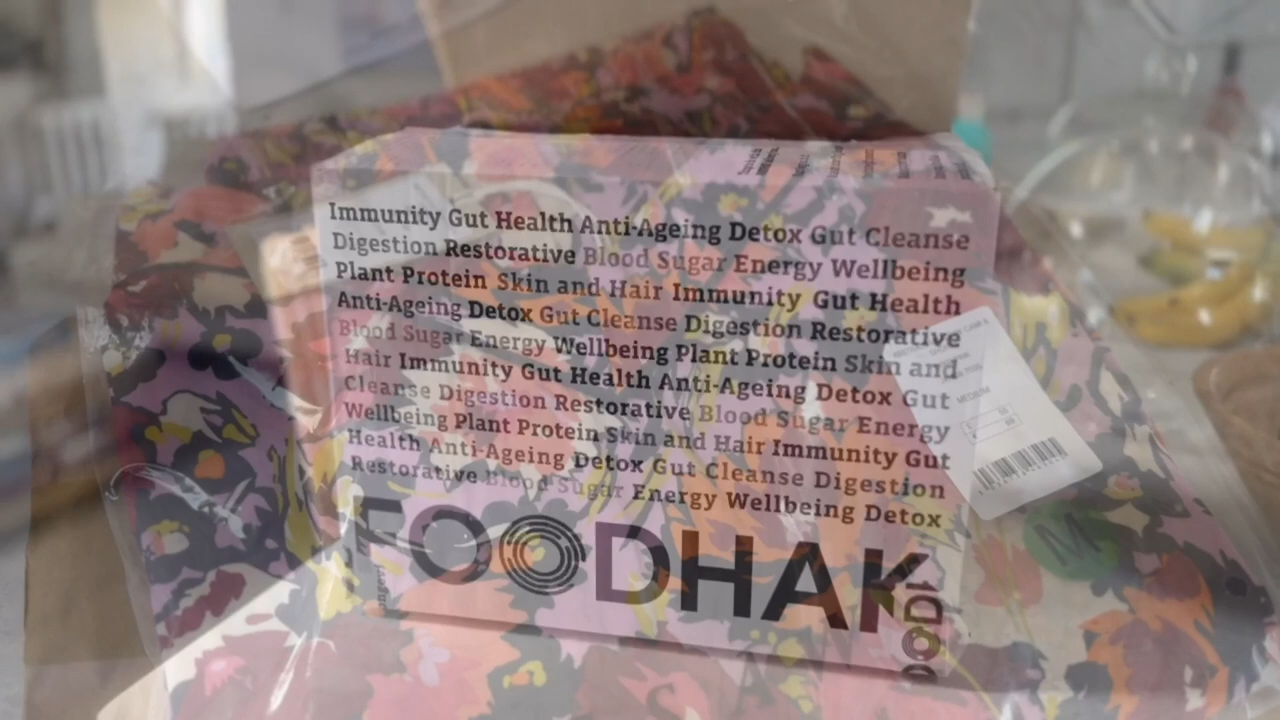 Immunity Gut Health Anti-Ageing Detox Gut Cleanse
Digestion Restorative Blood Sugar Energy Wellbeing
Plant Protein Skin and Hair Immunity Gut Health
Anti-Ageing Detox Gut Cleanse Digestion Restorative
Blood Sugar Energy Wellbeing Plant Protein Skin and
Hair Immunity Gut Health Anti-Ageing Detox Gut
Cleanse Digestion Restorative Blood Sugar Energy
Wellbeing Plant Protein Skin and Hair Immunity Gut
Health Anti-Ageing Detox Gut Cleanse Digestion
Restorative Blood Sugar Energy Wellbeing Detox
FOODHAK
MEDIUM
M